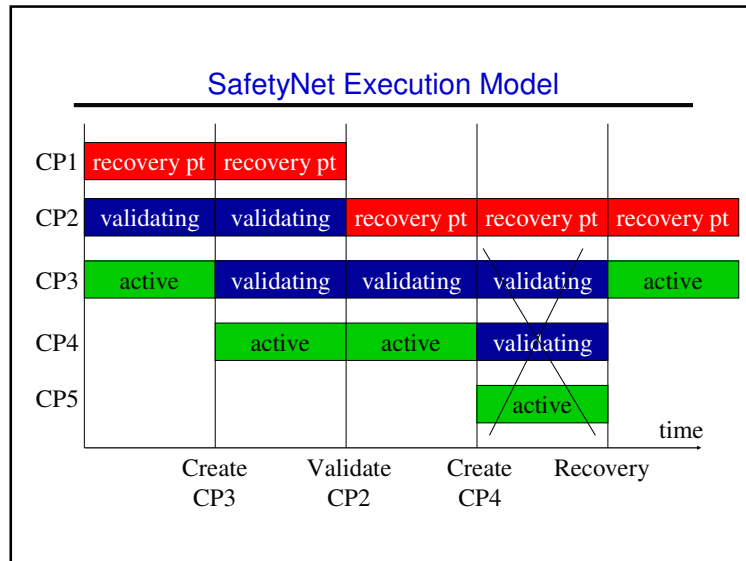 SafetyNet Execution Model
CP1 recovery pt recovery pt
CP2 validating validating recovery pt recovery pt recovery pt
CP3 active validating validating validating active
CP4 active active validating
CP5 active
time
Create Validate Create Recovery
CP3 CP2 CP4